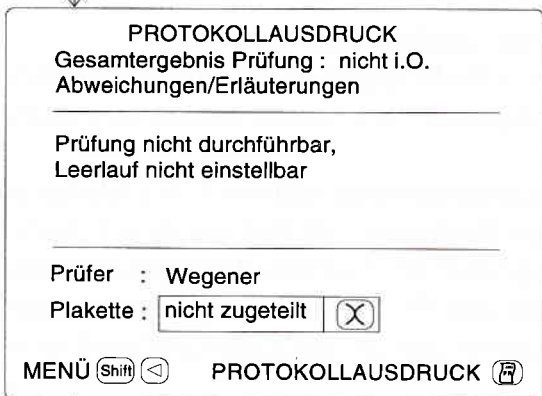 PROTOKOLLAUSDRUCK
Gesamtergebnis Prüfung : nicht i.O.
Abweichungen/Erläuterungen
Prüfung nicht durchführbar,
Leerlauf nicht einstellbar
Prüfer : Wegener
Plakette : nicht zugeteilt X
MENÜ Shift PROTOKOLLAUSDRUCK